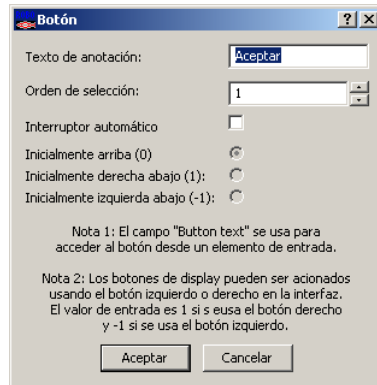 Botón
Texto de anotación: Aceptar
Orden de selección: 1
Interruptor automático
Inicialmente arriba (0)
Inicialmente derecha abajo (1):
Inicialmente izquierda abajo (-1):
Nota 1: El campo "Button text" se usa para
acceder al botón desde un elemento de entrada.
Nota 2: Los botones de display pueden ser acionados
usando el botón izquierdo o derecho en la interfaz.
El valor de entrada es 1 si s eusa el botón derecho
y -1 si se usa el botón izquierdo.
Aceptar Cancelar